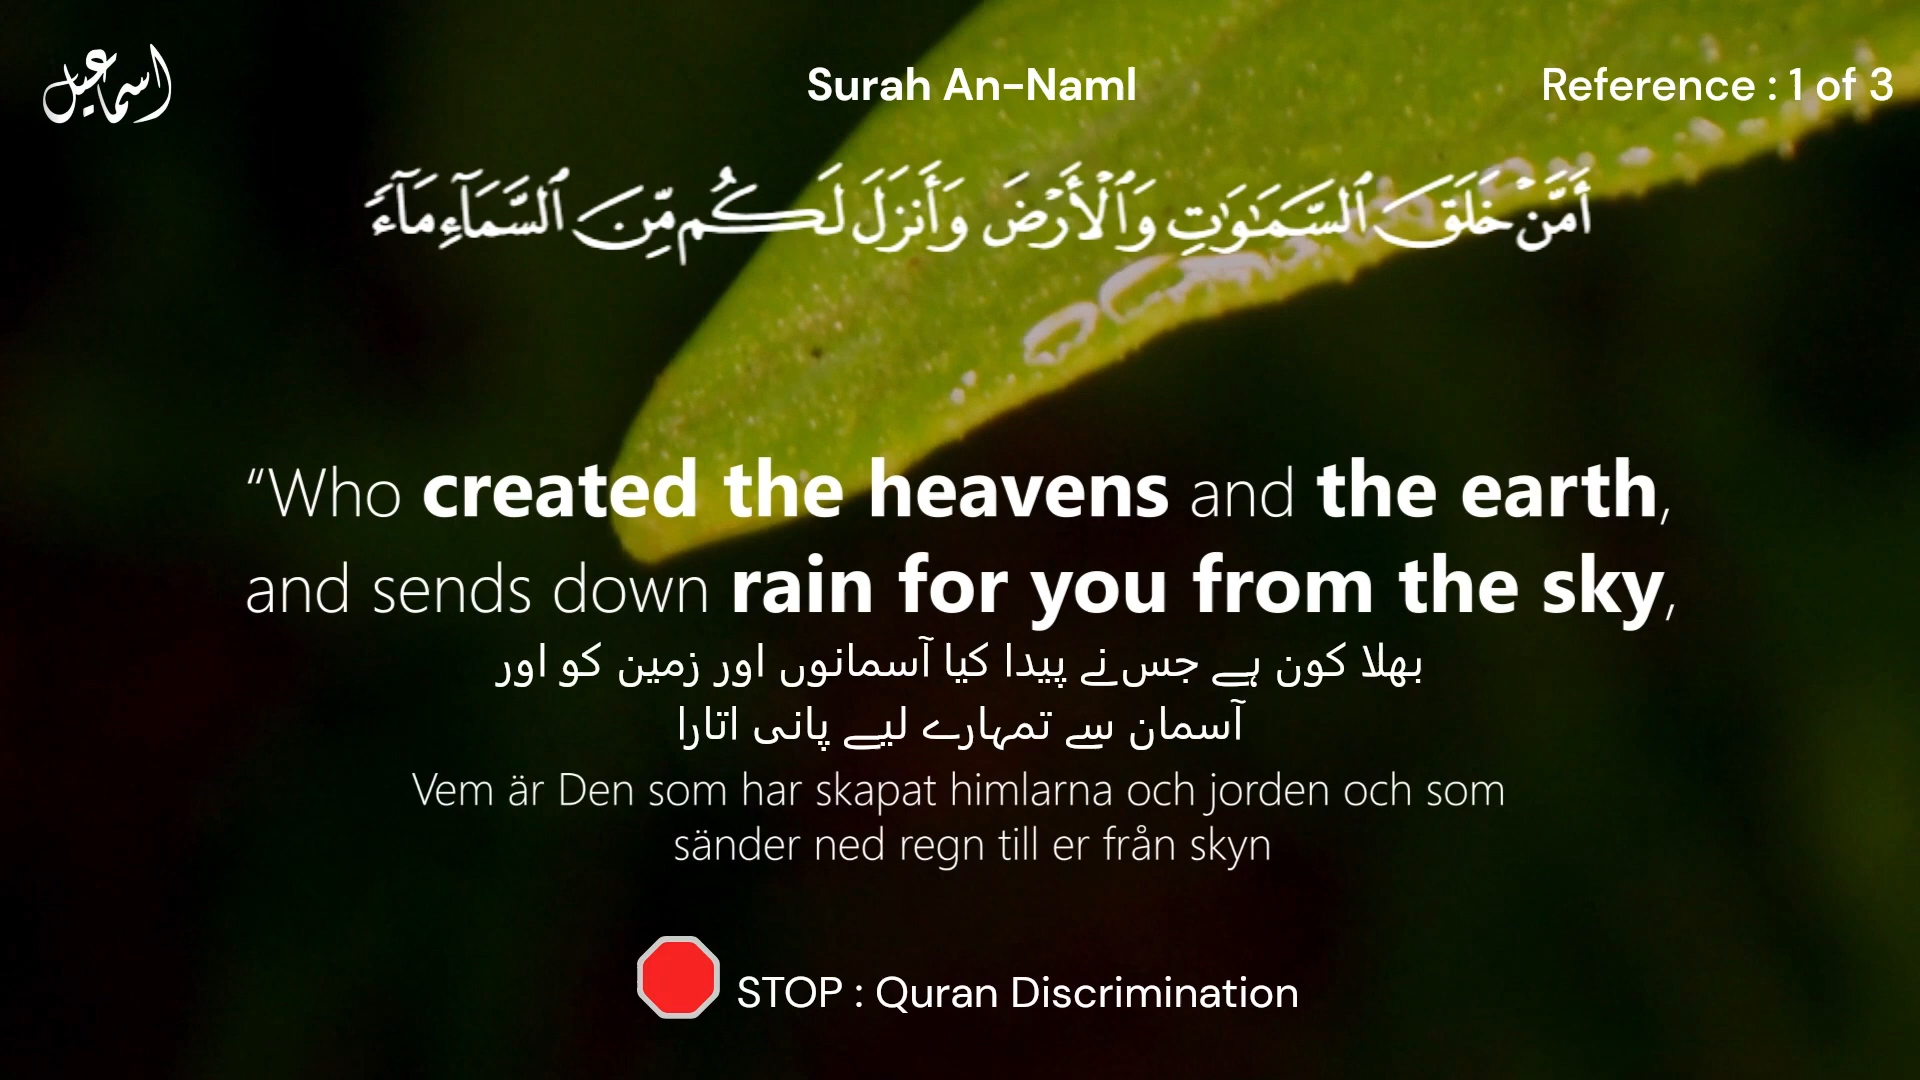 اسماعيل
Surah An-Naml
Reference : 1 of 3
أَمَّنْ خَلَقَ ٱلسَّمَٰوَٰتِ وَٱلْأَرْضَ وَأَنزَلَ لَكُم مِّنَ ٱلسَّمَآءِ مَآءً
“Who created the heavens and the earth,
and sends down rain for you from the sky,
بھلا کون ہے جس نے پیدا کیا آسمانوں اور زمین کو اور
آسمان سے تمہارے لیے پانی اتارا
Vem är Den som har skapat himlarna och jorden och som
sänder ned regn till er från skyn
STOP : Quran Discrimination